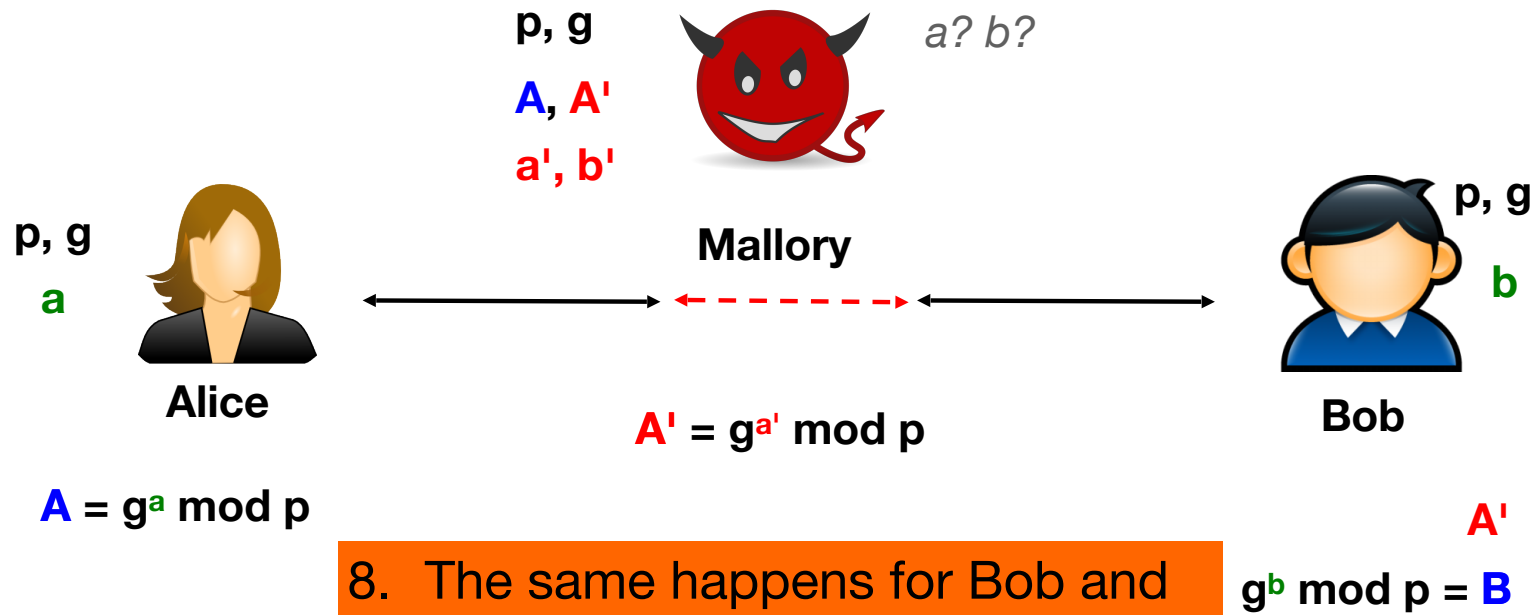 p, g
a? b?
A, A'
a', b'
p, g
p, g
Mallory
a
b
Alice
Bob
A' = gᵃ' mod p
A = gᵃ mod p
A'
8. The same happens for Bob and
gᵇ mod p = B